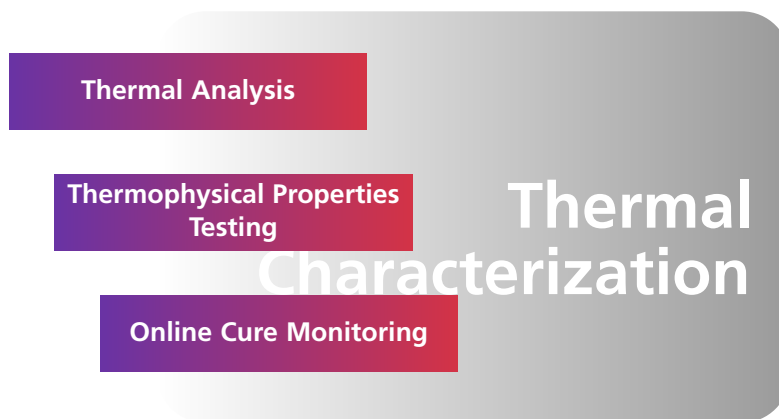 Thermal Analysis
Thermophysical Properties
Testing
Thermal
Characterization
Online Cure Monitoring